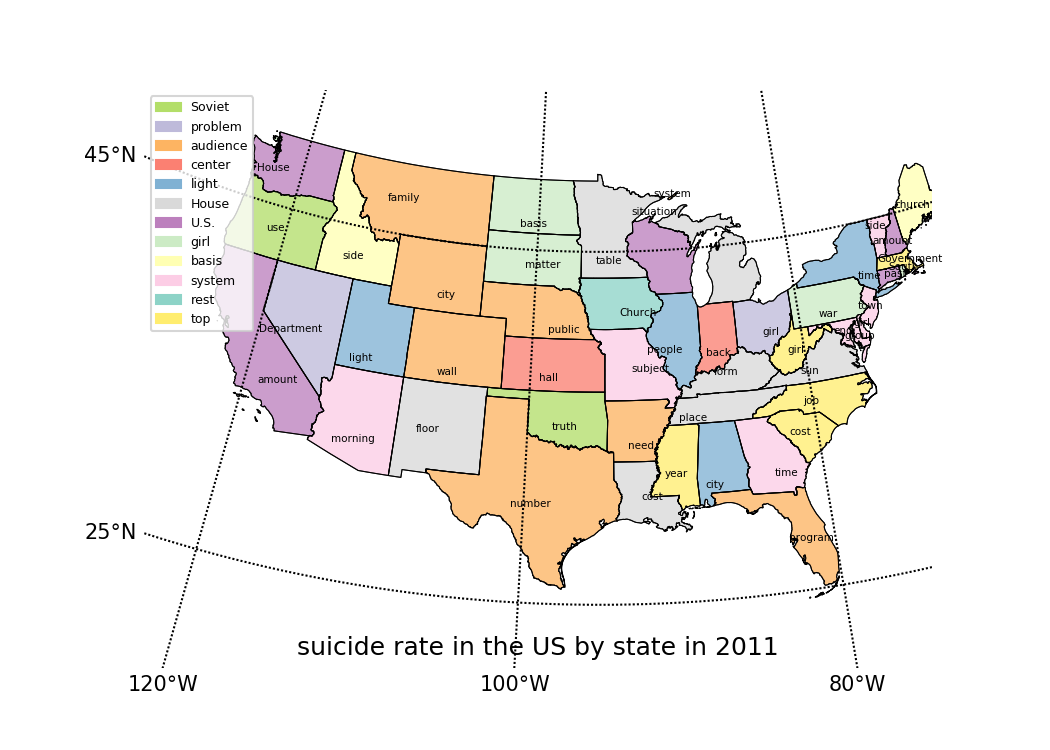 Soviet
problem
audience
center
light
House
U.S.
girl
basis
system
rest
top
45°N
25°N
120°W
100°W
80°W
House
use
side
family
city
basis
matter
table
situation
system
Department
light
amount
morning
floor
wall
public
hall
truth
number
Church
subject
need
cost
people
back
form
place
year
city
time
program
cost
job
sun
girl
girl
war
time
side
amount
church
Government
past
town
end
group
suicide rate in the US by state in 2011